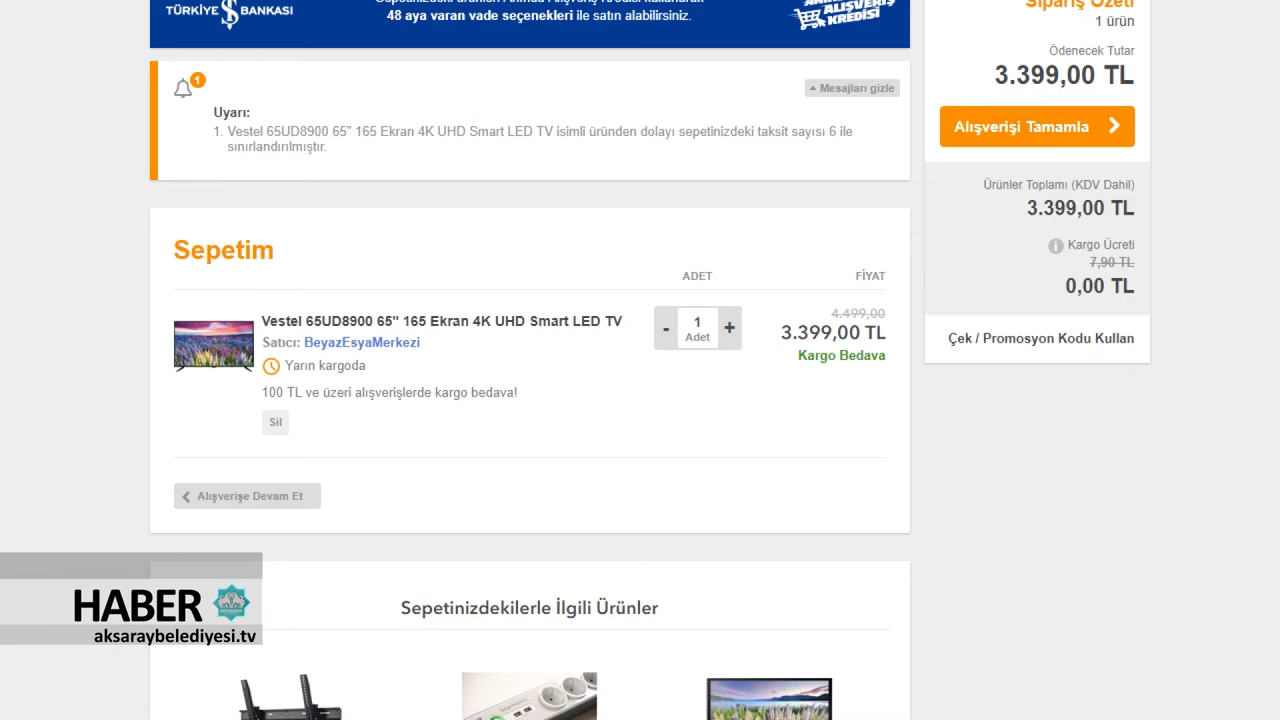 TÜRKİYE İŞ BANKASI
48 aya varan vade seçenekleri ile satın alabilirsiniz.
ALIŞVERİŞ
KREDİSİ
Sipariş Özeti
1 ürün
Ödenecek Tutar
3.399,00 TL
Alışverişi Tamamla
Ürünler Toplamı (KDV Dahil)
3.399,00 TL
Kargo Ücreti
7,90 TL
0,00 TL
Çek / Promosyon Kodu Kullan
1
Mesajları gizle
Uyarı:
1. Vestel 65UD8900 65" 165 Ekran 4K UHD Smart LED TV isimli üründen dolayı sepetinizdeki taksit sayısı 6 ile
sınırlandırılmıştır.
Sepetim
ADET FİYAT
Vestel 65UD8900 65" 165 Ekran 4K UHD Smart LED TV
Satıcı: BeyazEsyaMerkezi
Yarın kargoda
100 TL ve üzeri alışverişlerde kargo bedava!
Sil
- 1 +
Adet
4.499,00
3.399,00 TL
Kargo Bedava
Alışverişe Devam Et
Sepetinizdekilerle İlgili Ürünler
HABER
aksaraybelediyesi.tv